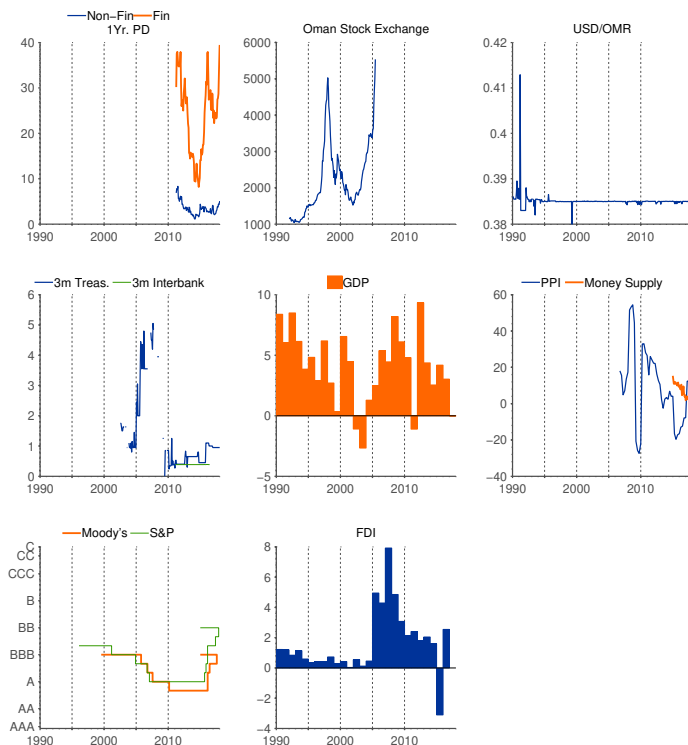 Non−Fin Fin
1Yr. PD
40
30
20
10
0
1990 2000 2010
Oman Stock Exchange
6000
5000
4000
3000
2000
1000
1990 2000 2010
USD/OMR
0.42
0.41
0.4
0.39
0.38
1990 2000 2010
3m Treas. 3m Interbank
6
5
4
3
2
1
0
1990 2000 2010
GDP
10
5
0
−5
1990 2000 2010
PPI Money Supply
60
40
20
0
−20
−40
1990 2000 2010
Moody's S&P
C
CC
CCC
B
BB
BBB
A
AA
AAA
1990 2000 2010
FDI
8
6
4
2
0
−2
−4
1990 2000 2010